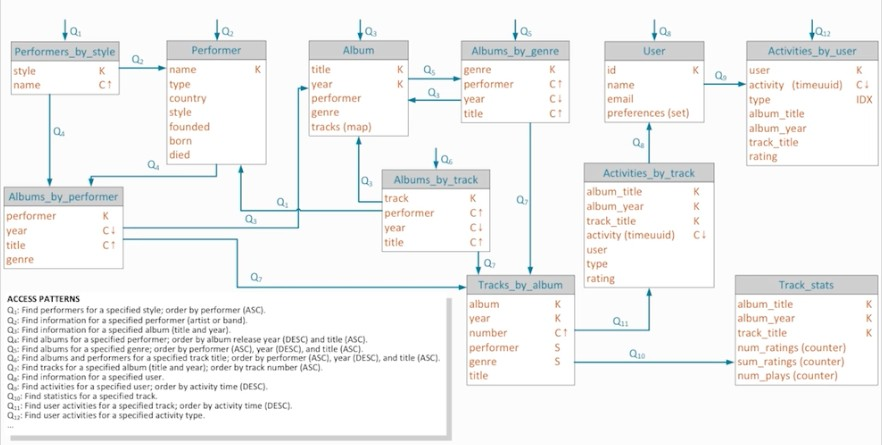 Q₁
Q₂
Q₃
Q₅
Q₈
Q₁₂
Performers_by_style
style K
name C↑
Q₂
Performer
name K
type
country
style
founded
born
died
Album
title K
year K
performer
genre
tracks (map)
Q₅
Q₃
Albums_by_genre
genre K
performer C↑
year C↓
title C↑
User
id K
name
email
preferences (set)
Q₉
Activities_by_user
user K
activity (timeuuid) C↓
type IDX
album_title
album_year
track_title
rating
Q₄
Q₄
Q₆
Q₈
Albums_by_performer
performer K
year C↓
title C↑
genre
Q₁
Q₃
Q₃
Albums_by_track
track K
performer C↑
year C↓
title C↑
Q₇
Activities_by_track
album_title K
album_year K
track_title K
activity (timeuuid) C↓
user
type
rating
Q₇
Q₇
Tracks_by_album
album K
year K
number C↑
performer S
genre S
title
Q₁₁
Q₁₀
Track_stats
album_title K
album_year K
track_title K
num_ratings (counter)
sum_ratings (counter)
num_plays (counter)
ACCESS PATTERNS
Q₁: Find performers for a specified style; order by performer (ASC).
Q₂: Find information for a specified performer (artist or band).
Q₃: Find information for a specified album (title and year).
Q₄: Find albums for a specified performer; order by album release year (DESC) and title (ASC).
Q₅: Find albums for a specified genre; order by performer (ASC), year (DESC), and title (ASC).
Q₆: Find albums and performers for a specified track title; order by performer (ASC), year (DESC), and title (ASC).
Q₇: Find tracks for a specified album (title and year); order by track number (ASC).
Q₈: Find information for a specified user.
Q₉: Find activities for a specified user; order by activity time (DESC).
Q₁₀: Find statistics for a specified track.
Q₁₁: Find user activities for a specified track; order by activity time (DESC).
Q₁₂: Find user activities for a specified activity type.
...